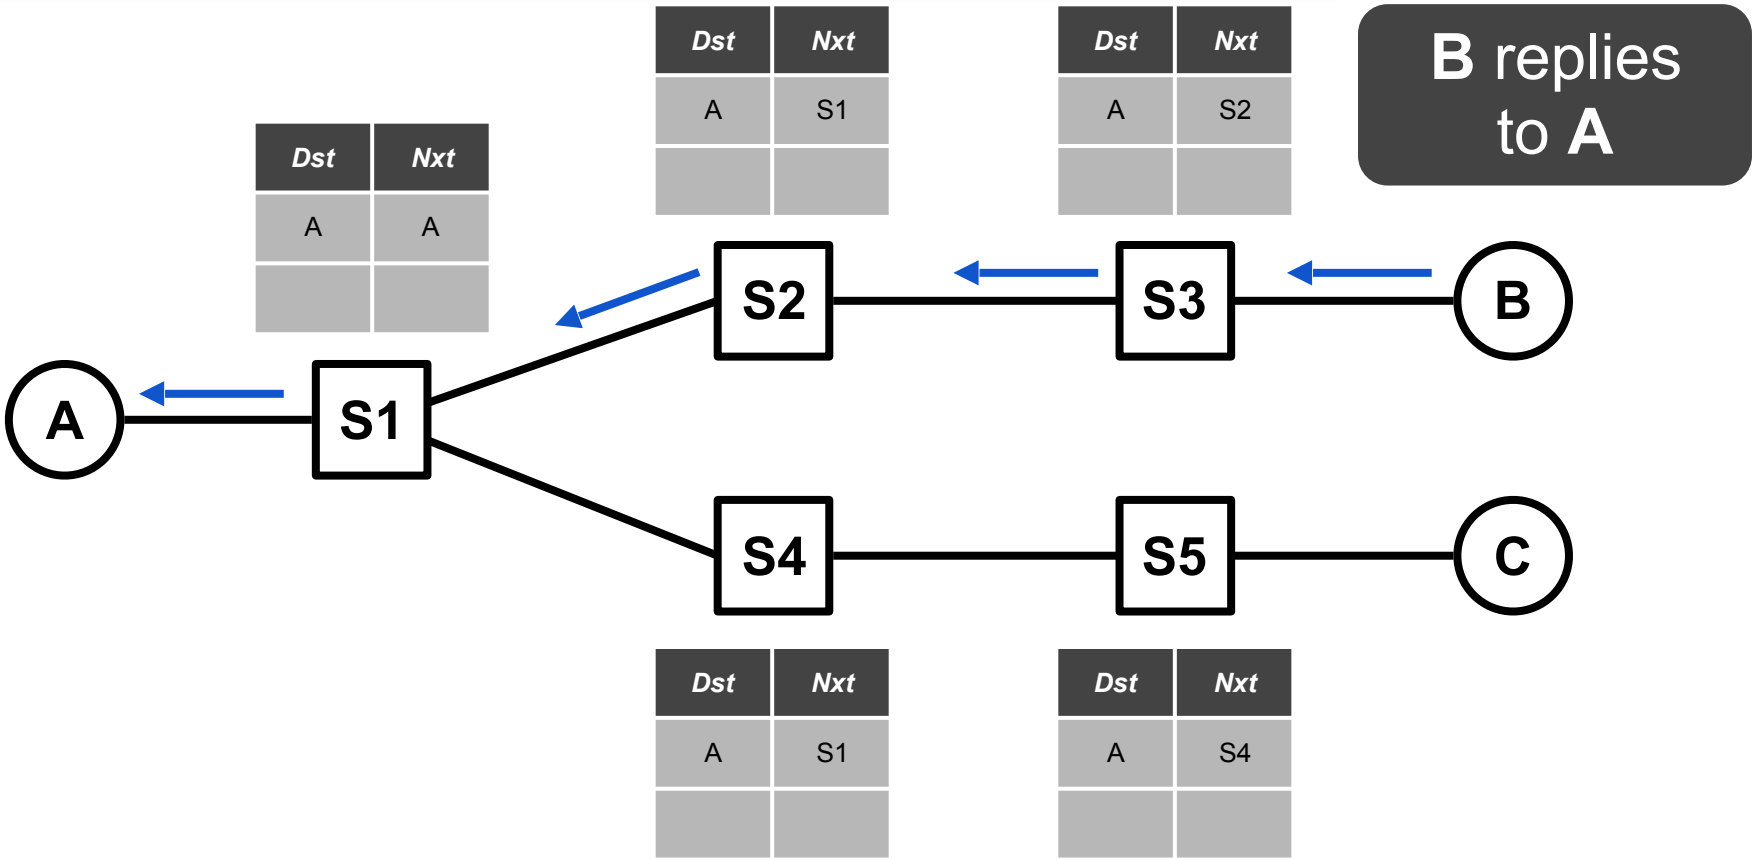 Dst Nxt
A S1
Dst Nxt
A S2
B replies
to A
Dst Nxt
A A
S2
S3
B
A
S1
S4
S5
C
Dst Nxt
A S1
Dst Nxt
A S4